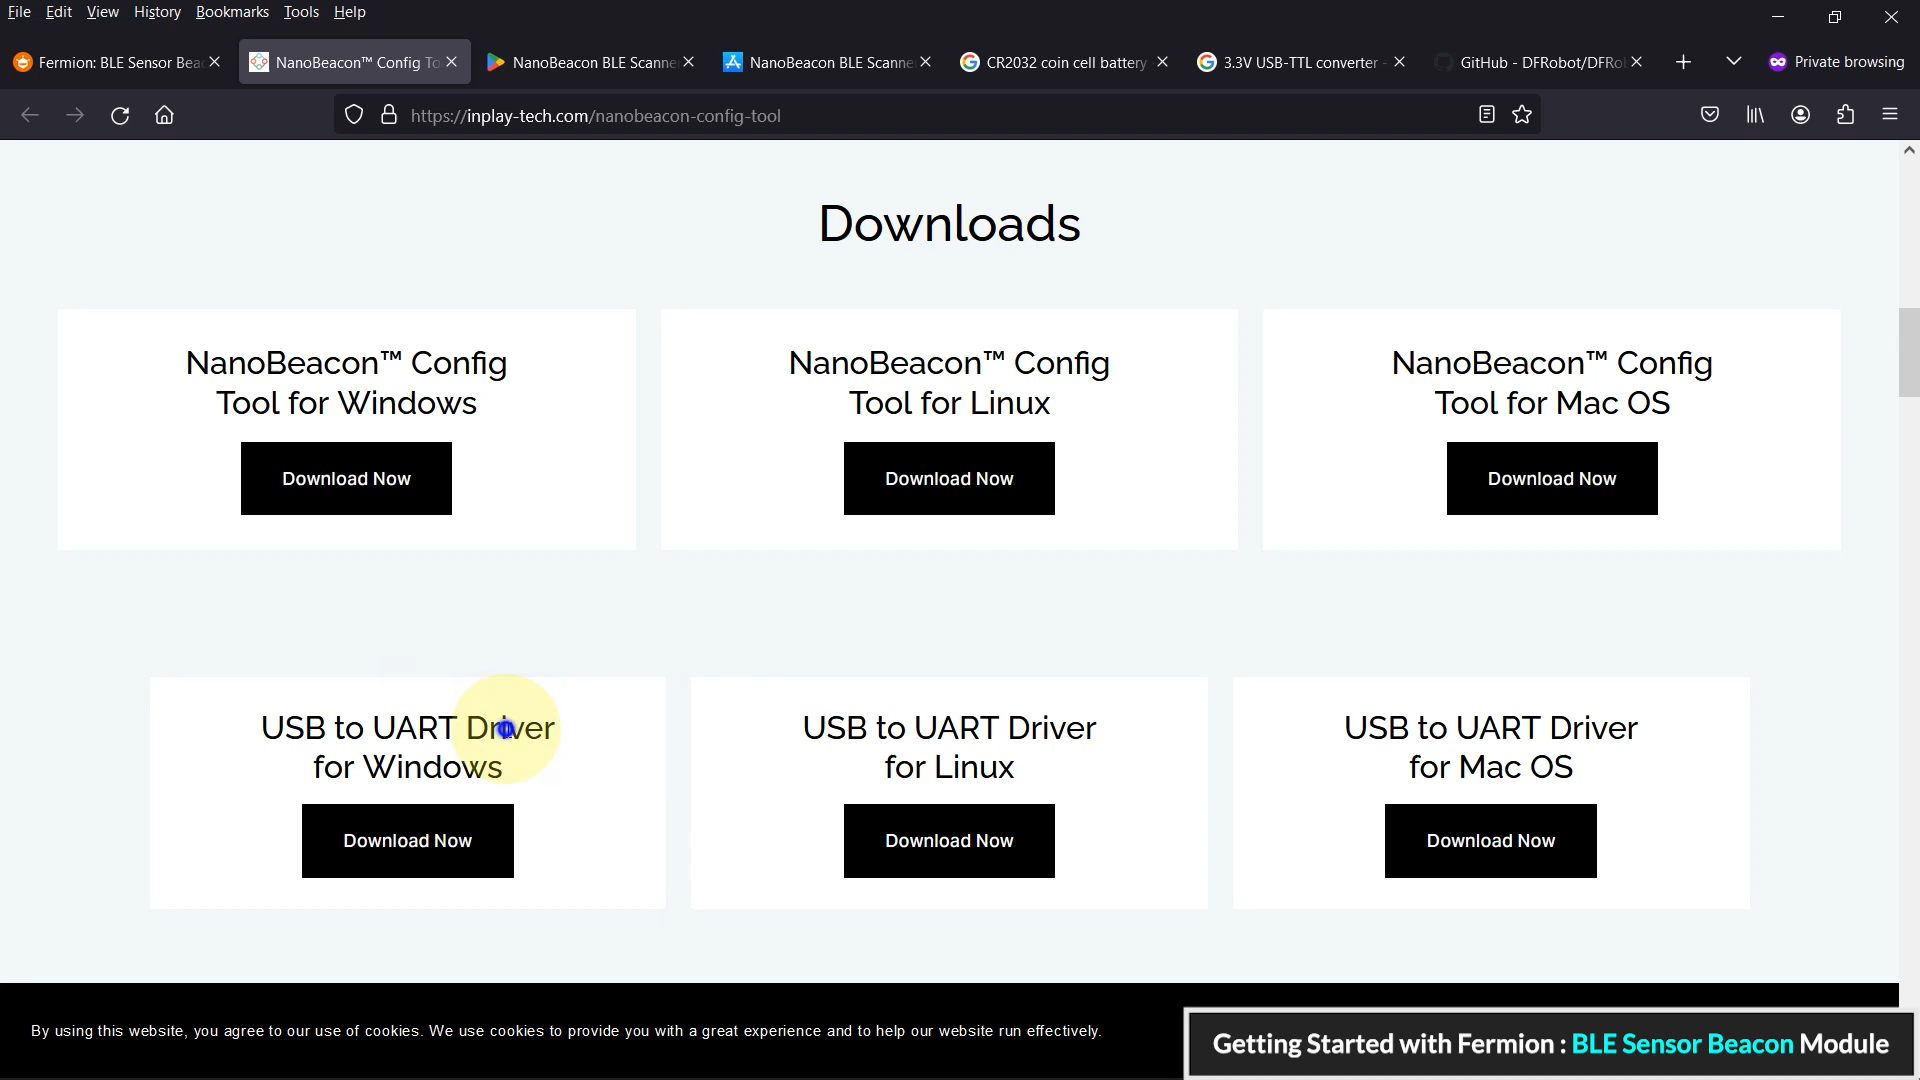 File Edit View History Bookmarks Tools Help
Fermion: BLE Sensor Bea
NanoBeacon™ Config To
NanoBeacon BLE Scanne
NanoBeacon BLE Scanne
CR2032 coin cell battery
3.3V USB-TTL converter -
GitHub - DFRobot/DFRo
Private browsing
https://inplay-tech.com/nanobeacon-config-tool
Downloads
NanoBeacon™ Config
Tool for Windows
Download Now
NanoBeacon™ Config
Tool for Linux
Download Now
NanoBeacon™ Config
Tool for Mac OS
Download Now
USB to UART Driver
for Windows
Download Now
USB to UART Driver
for Linux
Download Now
USB to UART Driver
for Mac OS
Download Now
By using this website, you agree to our use of cookies. We use cookies to provide you with a great experience and to help our website run effectively.
Getting Started with Fermion : BLE Sensor Beacon Module